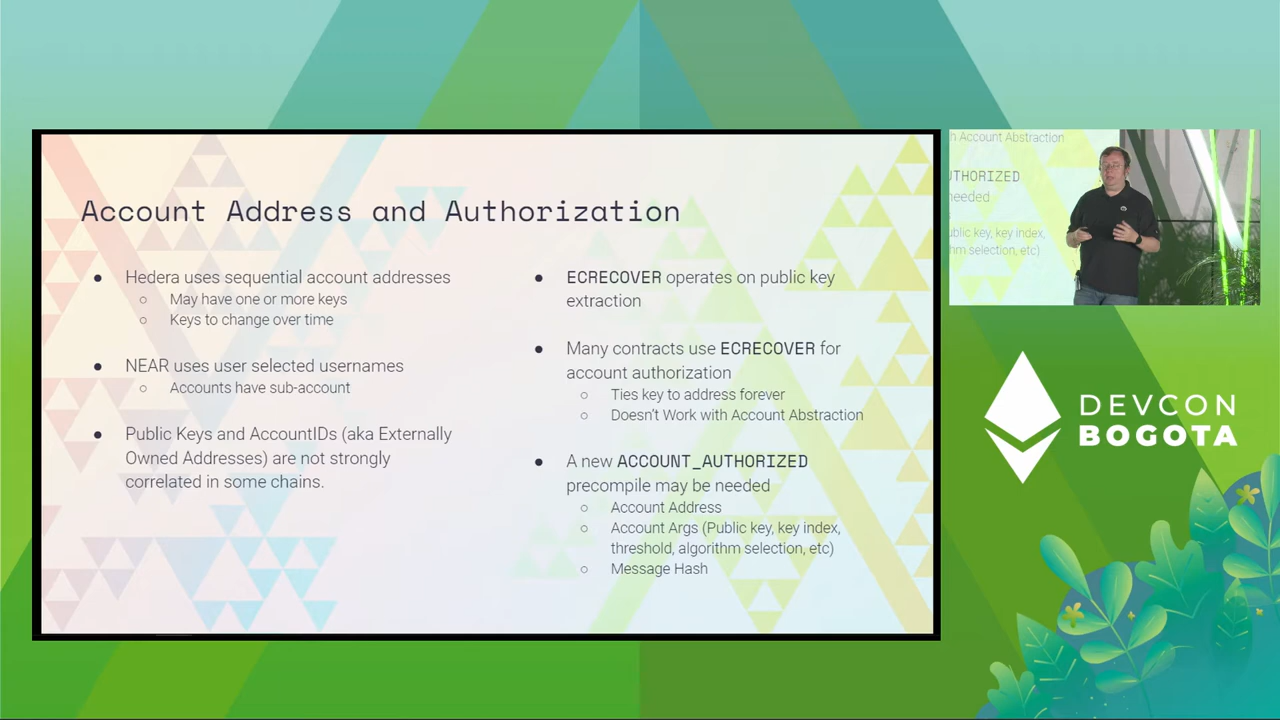 Account Address and Authorization
● Hedera uses sequential account addresses
○ May have one or more keys
○ Keys to change over time
● NEAR uses user selected usernames
○ Accounts have sub-account
● Public Keys and AccountIDs (aka Externally
Owned Addresses) are not strongly
correlated in some chains.
● ECRECOVER operates on public key
extraction
● Many contracts use ECRECOVER for
account authorization
○ Ties key to address forever
○ Doesn't Work with Account Abstraction
● A new ACCOUNT_AUTHORIZED
precompile may be needed
○ Account Address
○ Account Args (Public key, key index,
threshold, algorithm selection, etc)
○ Message Hash
h Account Abstraction
UTHORIZED
needed
ublic key, key index,
hm selection, etc)
DEVCON
BOGOTA